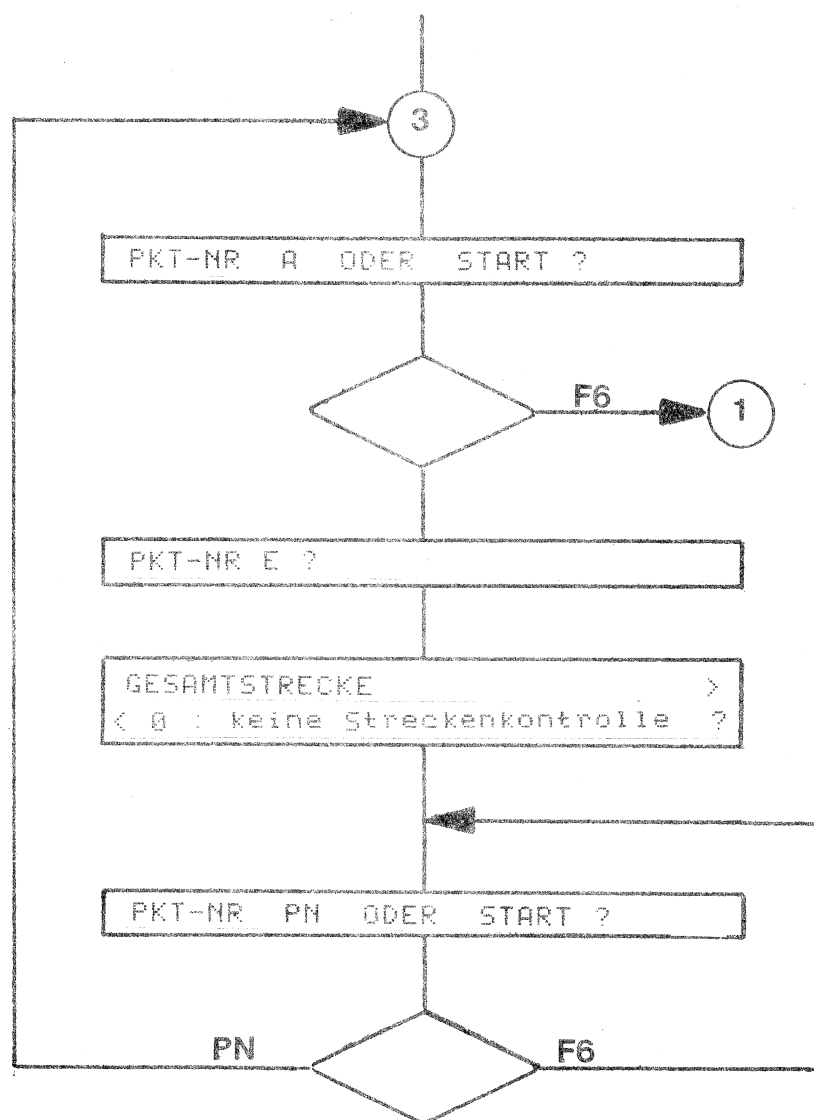 3
PKT-NR A ODER START ?
F6
1
PKT-NR E ?
GESAMTSTRECKE >
< 0 : keine Streckenkontrolle ?
PKT-NR PN ODER START ?
PN
F6